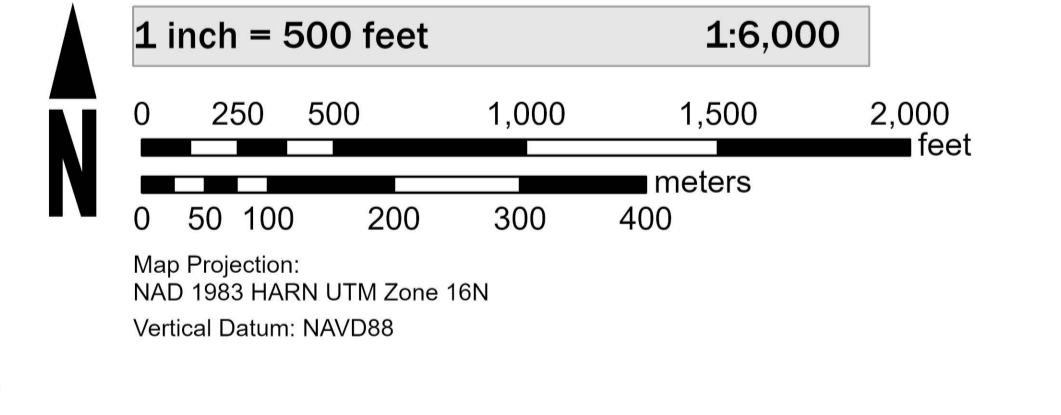 1 inch = 500 feet 1:6,000
0 250 500 1,000 1,500 2,000
feet
meters
0 50 100 200 300 400
N
Map Projection:
NAD 1983 HARN UTM Zone 16N
Vertical Datum: NAVD88